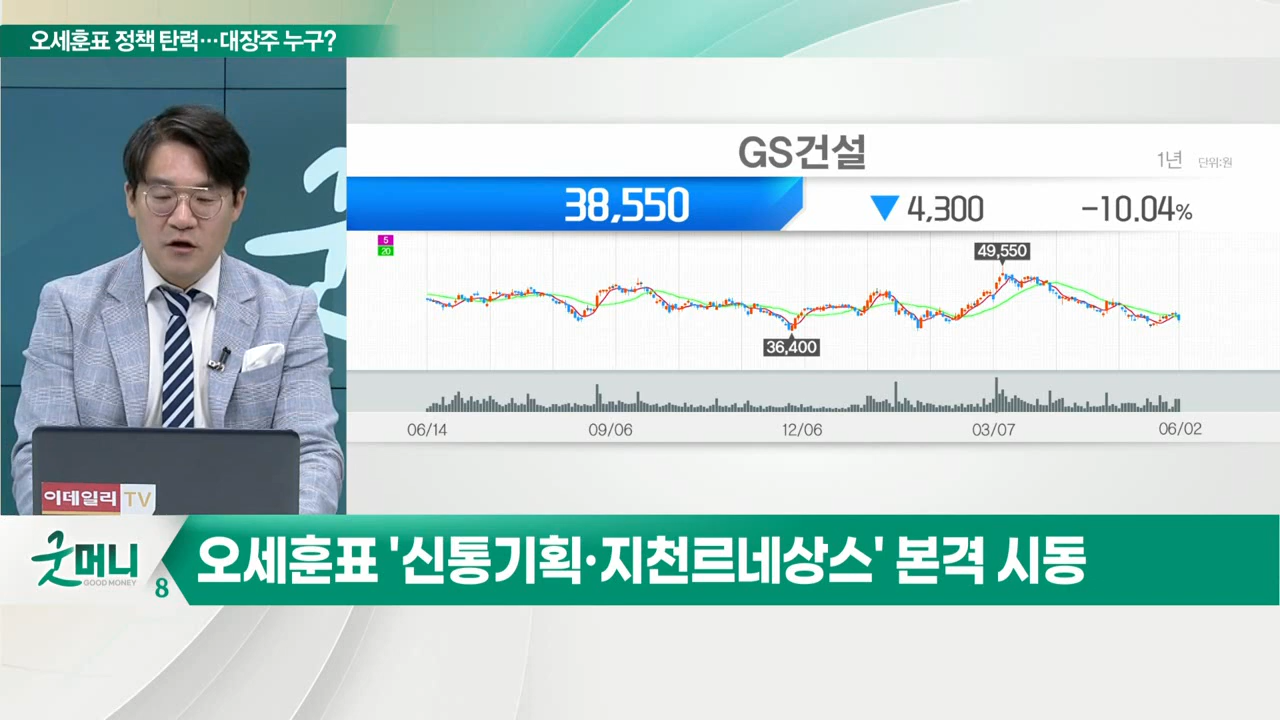 오세훈표 정책 탄력…대장주 누구?
GS건설
1년 단위:원
38,550 ▼ 4,300 -10.04%
5
20
49,550
36,400
06/14 09/06 12/06 03/07 06/02
이데일리 TV
굿머니
GOOD MONEY
8
오세훈표 '신통기획·지천르네상스' 본격 시동